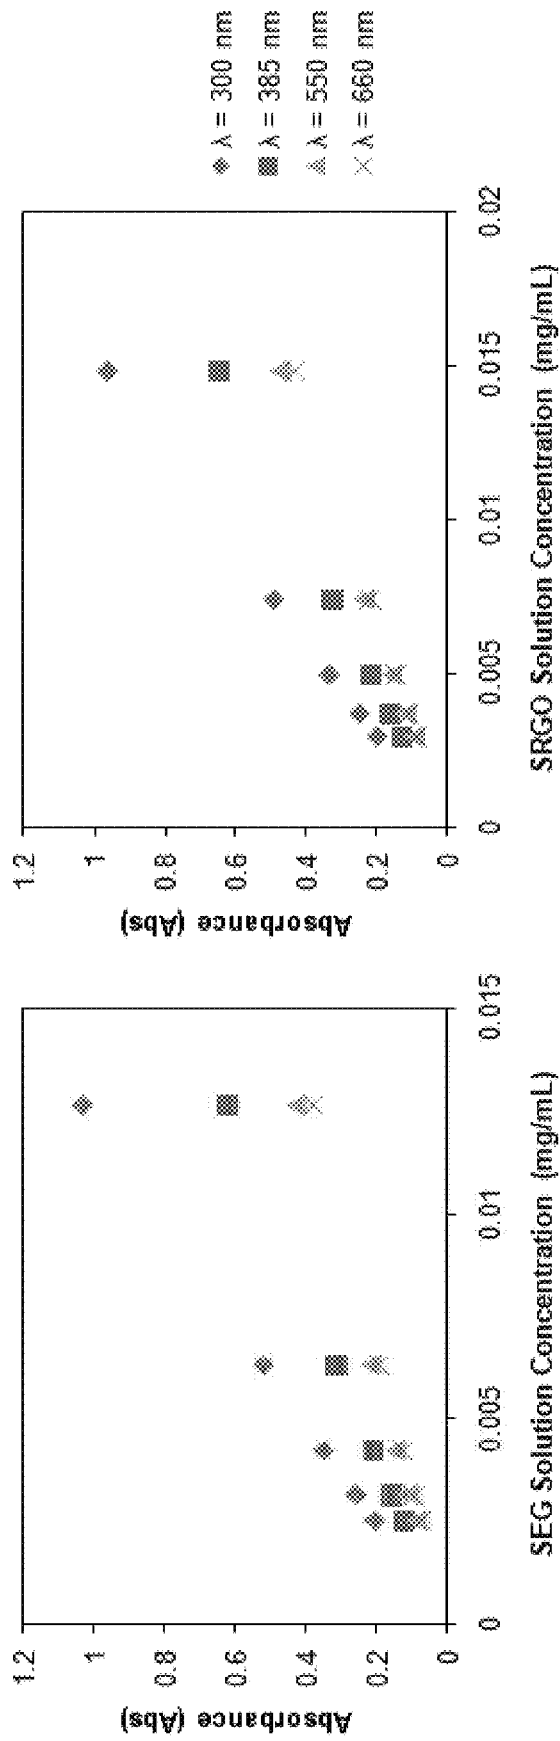 Absorbance (Abs)
1.2
1
0.8
0.6
0.4
0.2
0
0
0.005
0.01
0.015
SEG Solution Concentration (mg/mL)
Absorbance (Abs)
1.2
1
0.8
0.6
0.4
0.2
0
0
0.005
0.01
0.015
0.02
SRGO Solution Concentration (mg/mL)
λ = 300 nm
λ = 385 nm
λ = 550 nm
λ = 660 nm